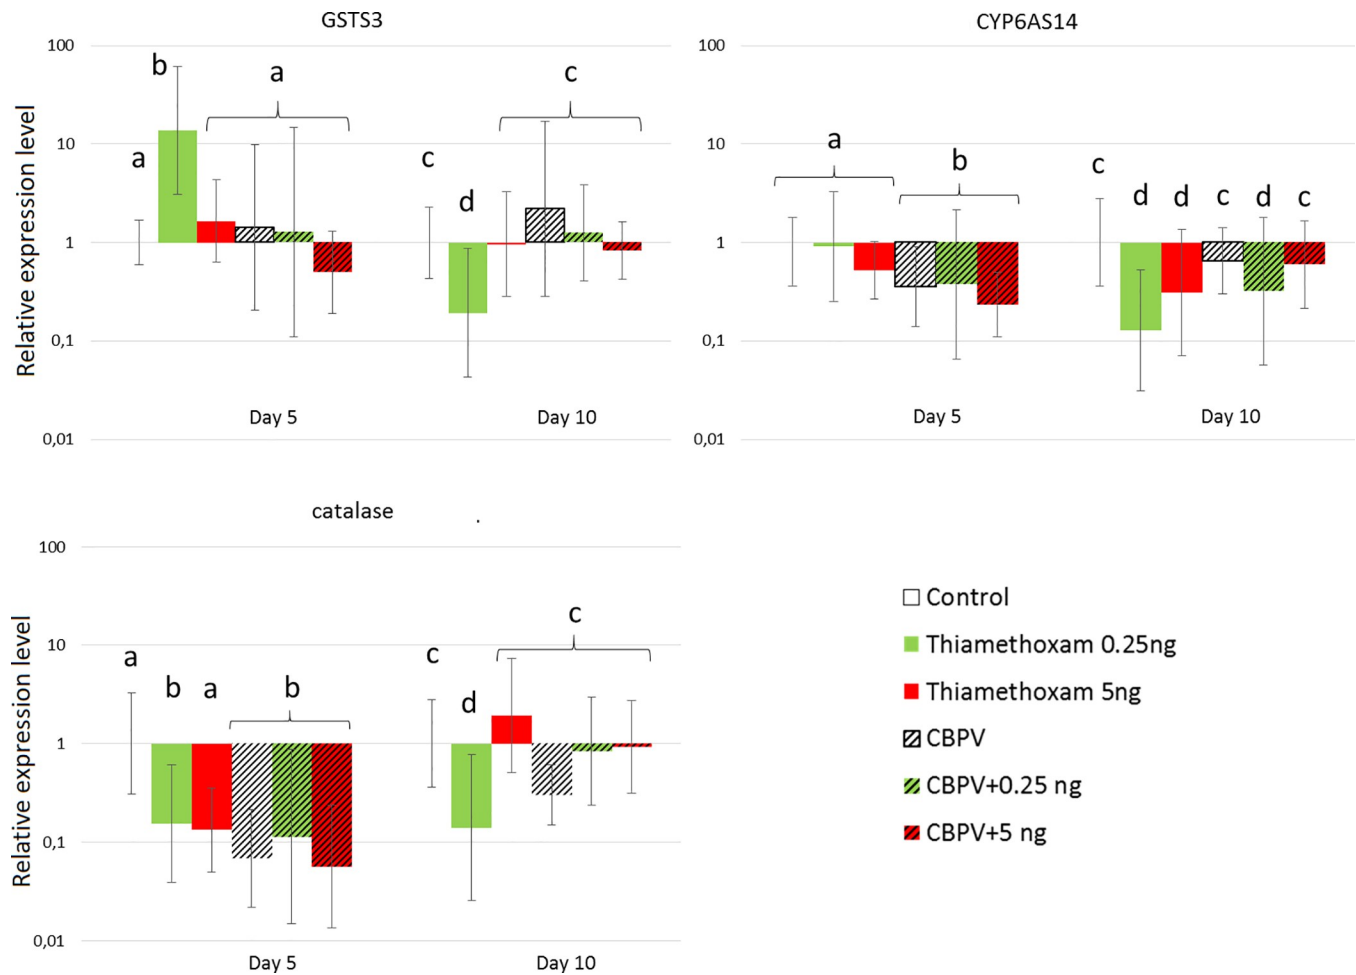 GSTS3
Relative expression level
100
10
1
0,1
0,01
a
b
a
c
d
c
Day 5
Day 10
CYP6AS14
100
10
1
0,1
0,01
a
b
c
d
d
c
d
c
Day 5
Day 10
catalase
.
Relative expression level
100
10
1
0,1
0,01
a
b
a
b
c
d
c
Day 5
Day 10
Control
Thiamethoxam 0.25ng
Thiamethoxam 5ng
CBPV
CBPV+0.25 ng
CBPV+5 ng